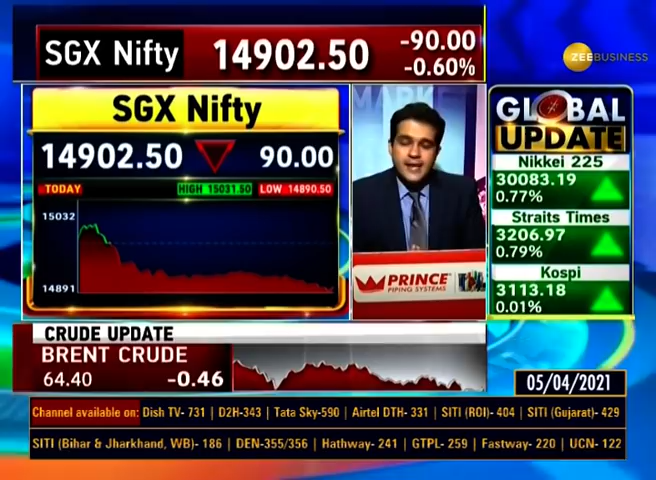 SGX Nifty 14902.50 -90.00
-0.60%
ZEEBUSINESS
SGX Nifty
14902.50 90.00
TODAY HIGH 15031.50 LOW 14890.50
15032
14891
MARKET
PRINCE
PIPING SYSTEMS
GLOBAL
UPDATE
Nikkei 225
30083.19
0.77%
Straits Times
3206.97
0.79%
Kospi
3113.18
0.01%
CRUDE UPDATE
BRENT CRUDE
64.40 -0.46
05/04/2021
Channel available on: Dish TV- 731 | D2H-343 | Tata Sky-590 | Airtel DTH- 331 | SITI (ROI)- 404 | SITI (Gujarat)- 429
SITI (Bihar & Jharkhand, WB)- 186 | DEN-355/356 | Hathway- 241 | GTPL- 259 | Fastway- 220 | UCN- 122